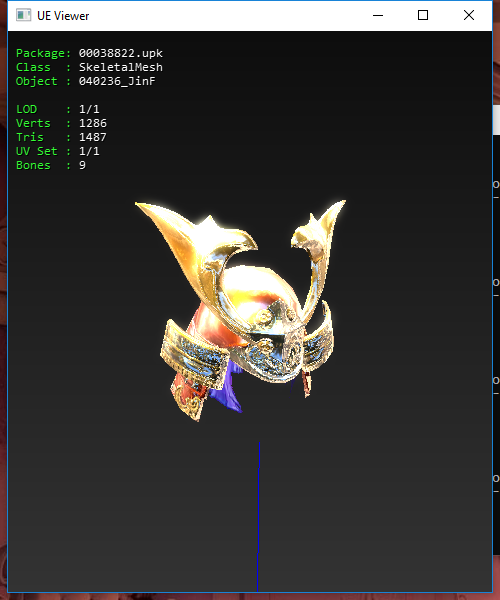 UE Viewer
Package: 00038822.upk
Class  : SkeletalMesh
Object : 040236_JinF
LOD    : 1/1
Verts  : 1286
Tris   : 1487
UV Set : 1/1
Bones  : 9